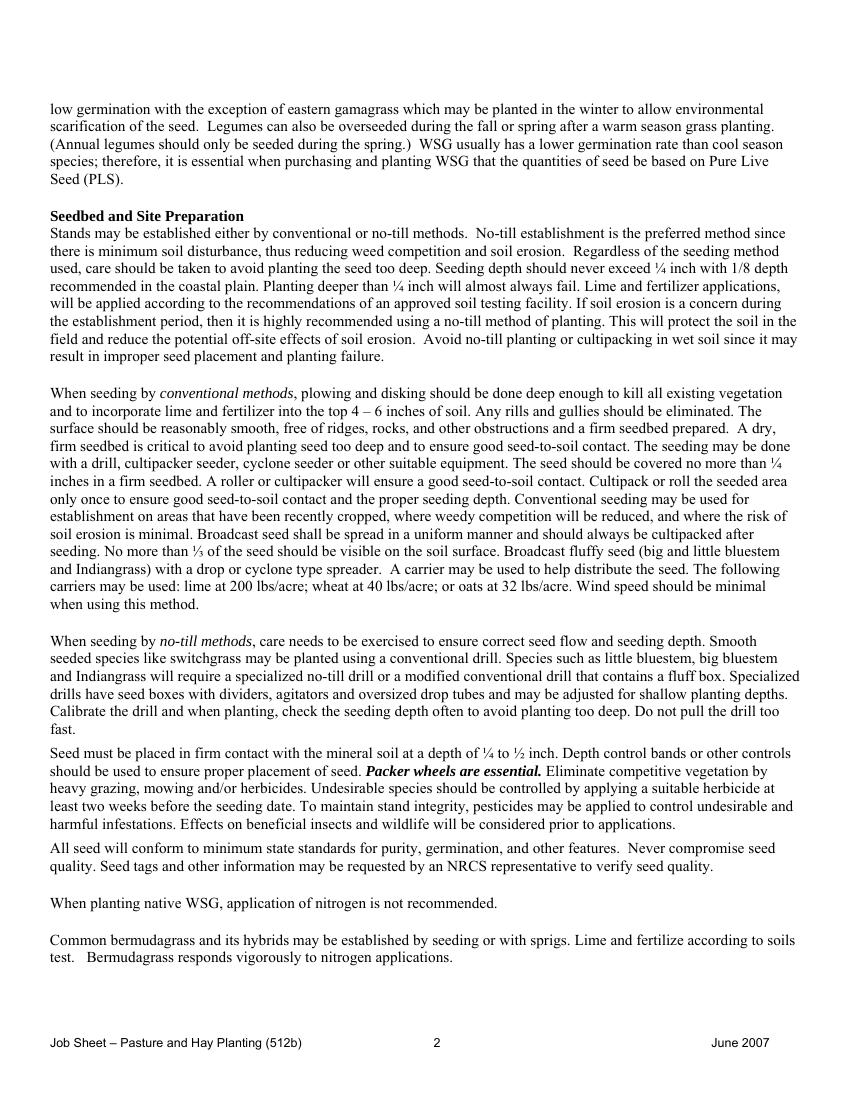 low germination with the exception of eastern gamagrass which may be planted in the winter to allow environmental
scarification of the seed.  Legumes can also be overseeded during the fall or spring after a warm season grass planting.
(Annual legumes should only be seeded during the spring.)  WSG usually has a lower germination rate than cool season
species; therefore, it is essential when purchasing and planting WSG that the quantities of seed be based on Pure Live
Seed (PLS).
Seedbed and Site Preparation
Stands may be established either by conventional or no-till methods.  No-till establishment is the preferred method since
there is minimum soil disturbance, thus reducing weed competition and soil erosion.  Regardless of the seeding method
used, care should be taken to avoid planting the seed too deep. Seeding depth should never exceed ¼ inch with 1/8 depth
recommended in the coastal plain. Planting deeper than ¼ inch will almost always fail. Lime and fertilizer applications,
will be applied according to the recommendations of an approved soil testing facility. If soil erosion is a concern during
the establishment period, then it is highly recommended using a no-till method of planting. This will protect the soil in the
field and reduce the potential off-site effects of soil erosion.  Avoid no-till planting or cultipacking in wet soil since it may
result in improper seed placement and planting failure.
When seeding by conventional methods, plowing and disking should be done deep enough to kill all existing vegetation
and to incorporate lime and fertilizer into the top 4 – 6 inches of soil. Any rills and gullies should be eliminated. The
surface should be reasonably smooth, free of ridges, rocks, and other obstructions and a firm seedbed prepared.  A dry,
firm seedbed is critical to avoid planting seed too deep and to ensure good seed-to-soil contact. The seeding may be done
with a drill, cultipacker seeder, cyclone seeder or other suitable equipment. The seed should be covered no more than ¼
inches in a firm seedbed. A roller or cultipacker will ensure a good seed-to-soil contact. Cultipack or roll the seeded area
only once to ensure good seed-to-soil contact and the proper seeding depth. Conventional seeding may be used for
establishment on areas that have been recently cropped, where weedy competition will be reduced, and where the risk of
soil erosion is minimal. Broadcast seed shall be spread in a uniform manner and should always be cultipacked after
seeding. No more than ⅓ of the seed should be visible on the soil surface. Broadcast fluffy seed (big and little bluestem
and Indiangrass) with a drop or cyclone type spreader.  A carrier may be used to help distribute the seed. The following
carriers may be used: lime at 200 lbs/acre; wheat at 40 lbs/acre; or oats at 32 lbs/acre. Wind speed should be minimal
when using this method.
When seeding by no-till methods, care needs to be exercised to ensure correct seed flow and seeding depth. Smooth
seeded species like switchgrass may be planted using a conventional drill. Species such as little bluestem, big bluestem
and Indiangrass will require a specialized no-till drill or a modified conventional drill that contains a fluff box. Specialized
drills have seed boxes with dividers, agitators and oversized drop tubes and may be adjusted for shallow planting depths.
Calibrate the drill and when planting, check the seeding depth often to avoid planting too deep. Do not pull the drill too
fast.
Seed must be placed in firm contact with the mineral soil at a depth of ¼ to ½ inch. Depth control bands or other controls
should be used to ensure proper placement of seed. Packer wheels are essential. Eliminate competitive vegetation by
heavy grazing, mowing and/or herbicides. Undesirable species should be controlled by applying a suitable herbicide at
least two weeks before the seeding date. To maintain stand integrity, pesticides may be applied to control undesirable and
harmful infestations. Effects on beneficial insects and wildlife will be considered prior to applications.
All seed will conform to minimum state standards for purity, germination, and other features.  Never compromise seed
quality. Seed tags and other information may be requested by an NRCS representative to verify seed quality.
When planting native WSG, application of nitrogen is not recommended.
Common bermudagrass and its hybrids may be established by seeding or with sprigs. Lime and fertilize according to soils
test.   Bermudagrass responds vigorously to nitrogen applications.
Job Sheet – Pasture and Hay Planting (512b) 2 June 2007